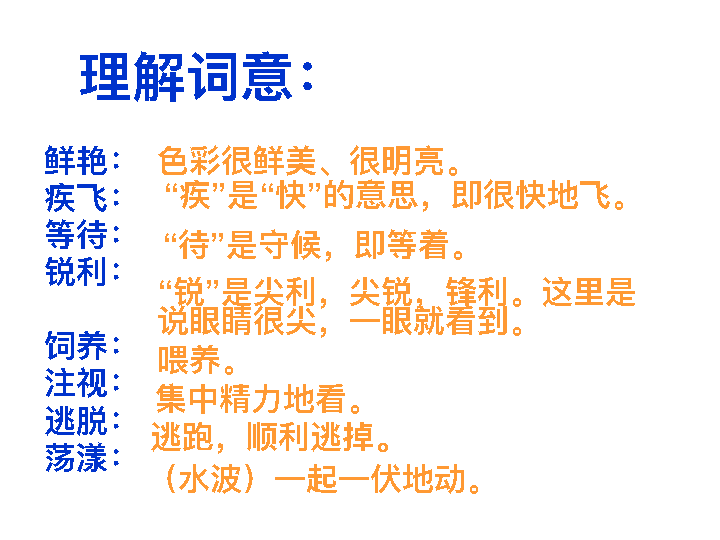 理解词意：
鲜艳： 色彩很鲜美、很明亮。
疾飞： “疾”是“快”的意思，即很快地飞。
等待： “待”是守候，即等着。
锐利： “锐”是尖利，尖锐，锋利。这里是
说眼睛很尖，一眼就看到。
饲养： 喂养。
注视： 集中精力地看。
逃脱： 逃跑，顺利逃掉。
荡漾： （水波）一起一伏地动。